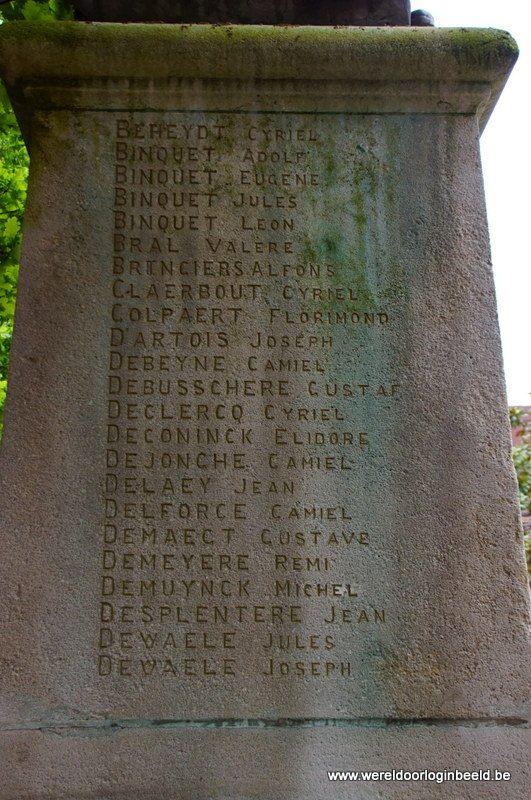 BEHEYDT CYRIEL
BINQUET ADOLF
BINQUET EUGENE
BINQUET JULES
BINQUET LEON
BRAL VALERE
BRINCIERS ALFONS
CLAERBOUT CYRIEL
COLPAERT FLORIMOND
D'ARTOIS JOSEPH
DEBEYNE CAMIEL
DEBUSSCHERE GUSTAF
DECLERCQ CYRIEL
DECONINCK ELIDORE
DEJONCHE CAMIEL
DELAEY JEAN
DELFORCE CAMIEL
DEMAECT GUSTAVE
DEMEYERE REMI
DEMUYNCK MICHEL
DESPLENTERE JEAN
DEWAELE JULES
DEWAELE JOSEPH
www.wereldoorloginbeeld.be